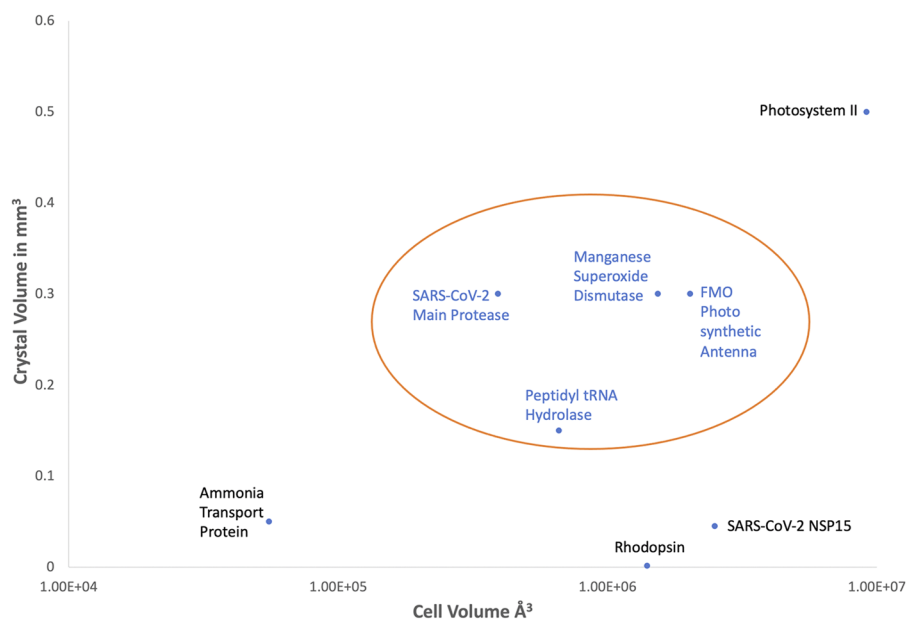 0.6
0.5
0.4
0.3
0.2
0.1
0
Crystal Volume in mm³
Photosystem II
Manganese
Superoxide
Dismutase
SARS-CoV-2
Main Protease
FMO
Photo
synthetic
Antenna
Peptidyl tRNA
Hydrolase
Ammonia
Transport
Protein
SARS-CoV-2 NSP15
Rhodopsin
1.00E+04
1.00E+05
1.00E+06
1.00E+07
Cell Volume Å³